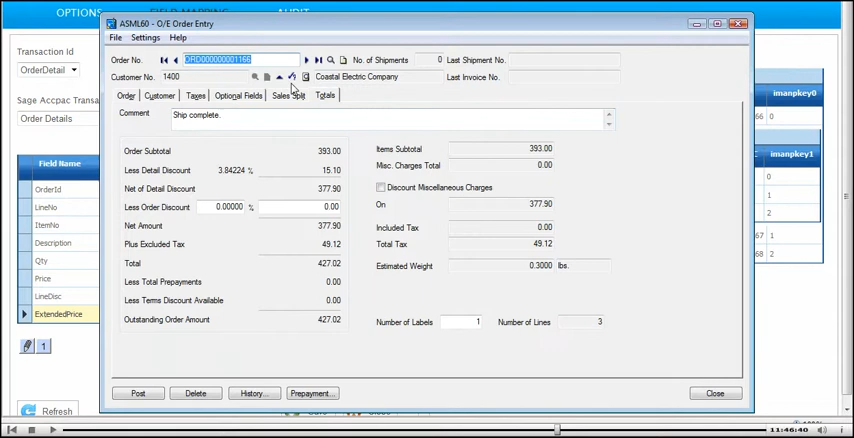 OPTIONS FIELD MAPPING AUDIT
Transaction Id
OrderDetail
Sage Accpac Transa
Order Details
Field Name
OrderId
LineNo
ItemNo
Description
Qty
Price
LineDisc
ExtendedPrice
1
Refresh
ASML60 - O/E Order Entry
File Settings Help
Order No. ORD000000001166 No. of Shipments 0 Last Shipment No.
Customer No. 1400 Coastal Electric Company Last Invoice No.
Order Customer Taxes Optional Fields Sales Split Totals
Comment Ship complete.
Order Subtotal 393.00
Less Detail Discount 3.84224 % 15.10
Net of Detail Discount 377.90
Less Order Discount 0.00000 % 0.00
Net Amount 377.90
Plus Excluded Tax 49.12
Total 427.02
Less Total Prepayments 0.00
Less Terms Discount Available 0.00
Outstanding Order Amount 427.02
Items Subtotal 393.00
Misc. Charges Total 0.00
Discount Miscellaneous Charges
On 377.90
Included Tax 0.00
Total Tax 49.12
Estimated Weight 0.3000 lbs.
Number of Labels 1 Number of Lines 3
Post Delete History... Prepayment... Close
imanpkey0
66 0
imanpkey1
0
1
2
67 1
68 2
100%
11:46:40